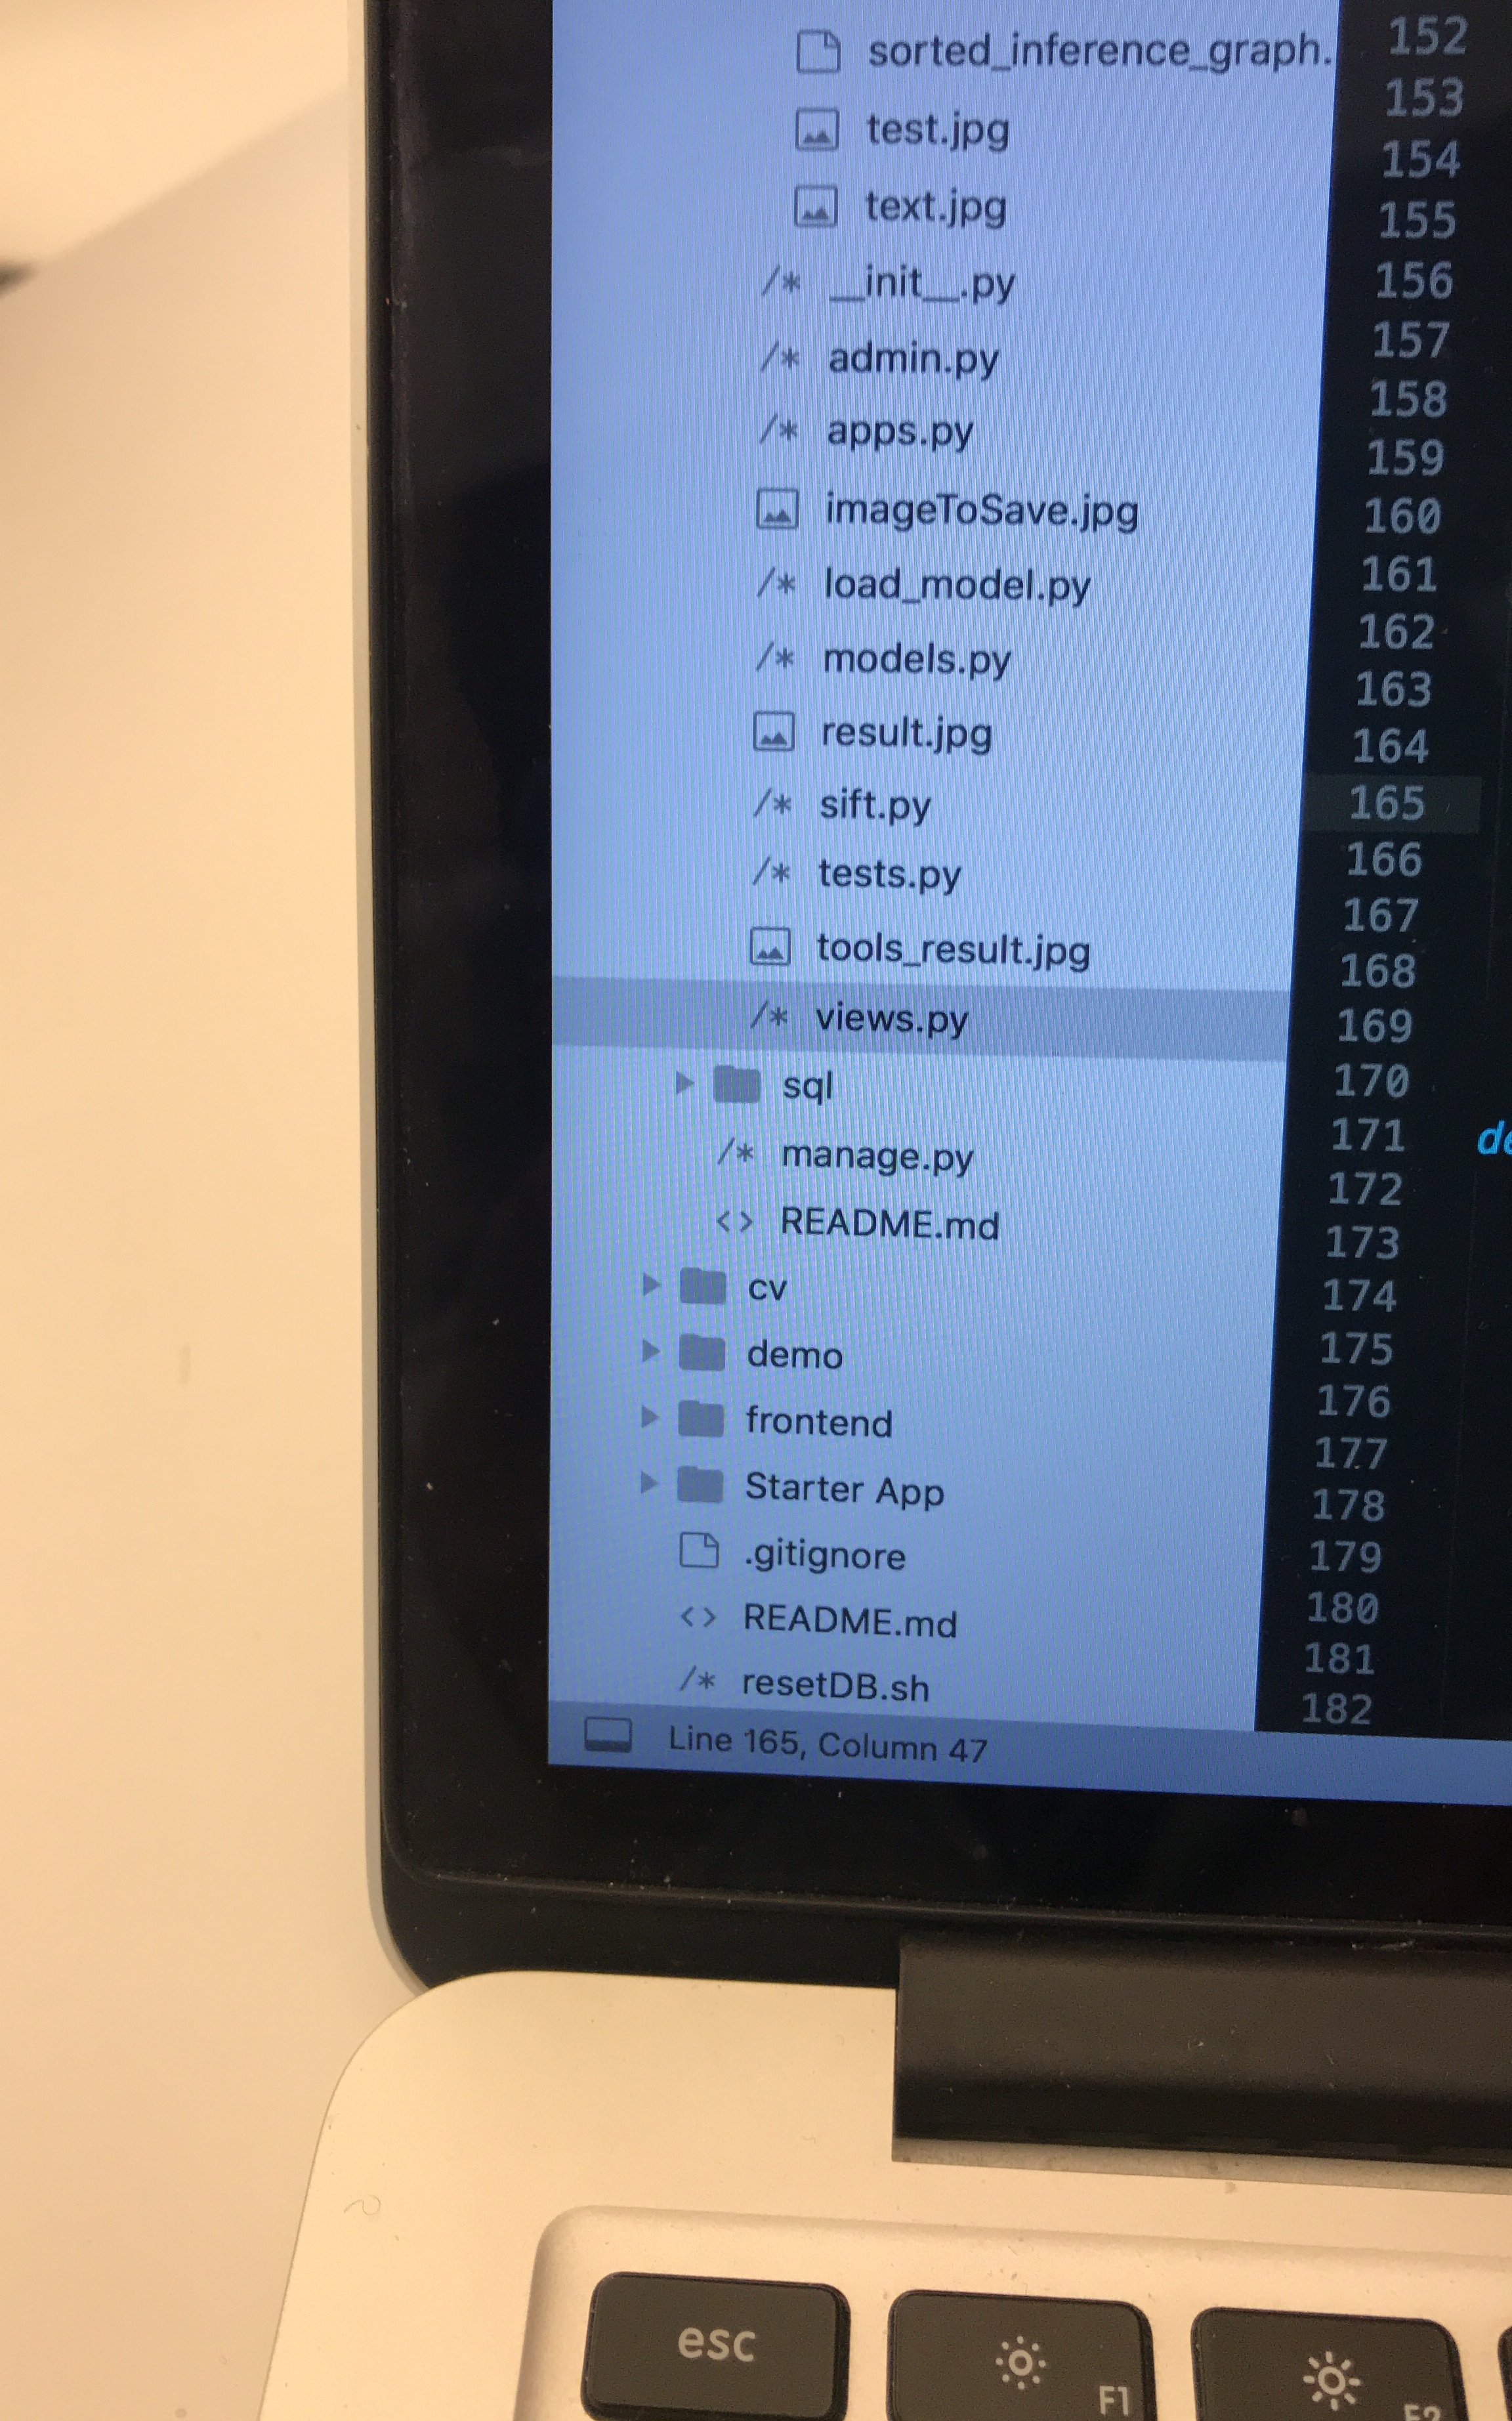 sorted_inference_graph.
test.jpg
text.jpg
/* __init__.py
/* admin.py
/* apps.py
imageToSave.jpg
/* load_model.py
/* models.py
result.jpg
/* sift.py
/* tests.py
tools_result.jpg
/* views.py
sql
/* manage.py
<> README.md
cv
demo
frontend
Starter App
.gitignore
<> README.md
/* resetDB.sh
Line 165, Column 47
152
153
154
155
156
157
158
159
160
161
162
163
164
165
166
167
168
169
170
171 de
172
173
174
175
176
177
178
179
180
181
182
esc
F1
F2